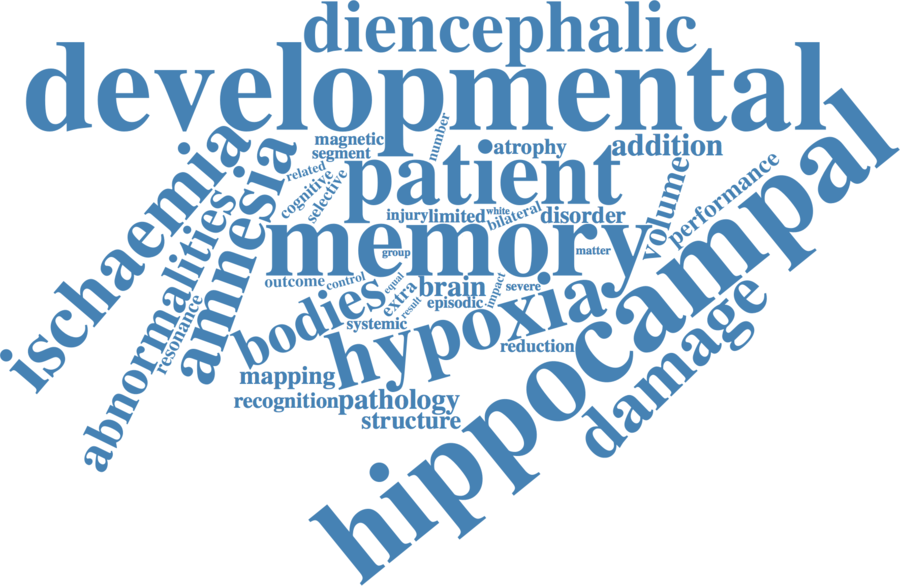 diencephalic
developmental
magnetic
number
segment
atrophy
addition
related
patient
cognitive
selective
ischaemia
amnesia
abnormalities
resonance
injury
limited
white
bilateral
disorder
volume
performance
memory
group
matter
hippocampal
outcome
control
equal
extra
brain
severe
bodies
result
episodic
impact
systemic
hypoxia
reduction
damage
mapping
recognition
pathology
structure